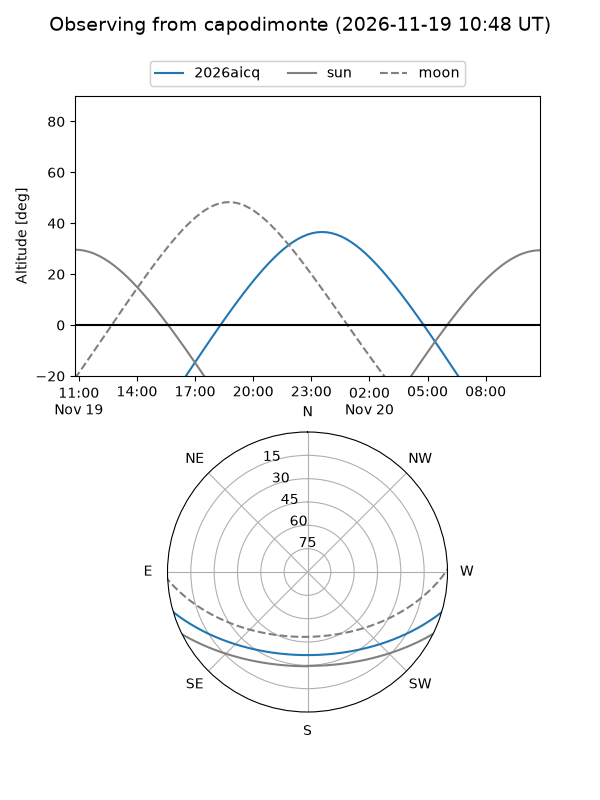 Observing from capodimonte (2026-11-19 10:48 UT)
2026aicq sun moon
80
60
40
20
0
−20
Altitude [deg]
11:00 14:00 17:00 20:00 23:00 02:00 05:00 08:00
Nov 19 Nov 20
N
NE NW
15
30
45
60
75
E W
SE SW
S